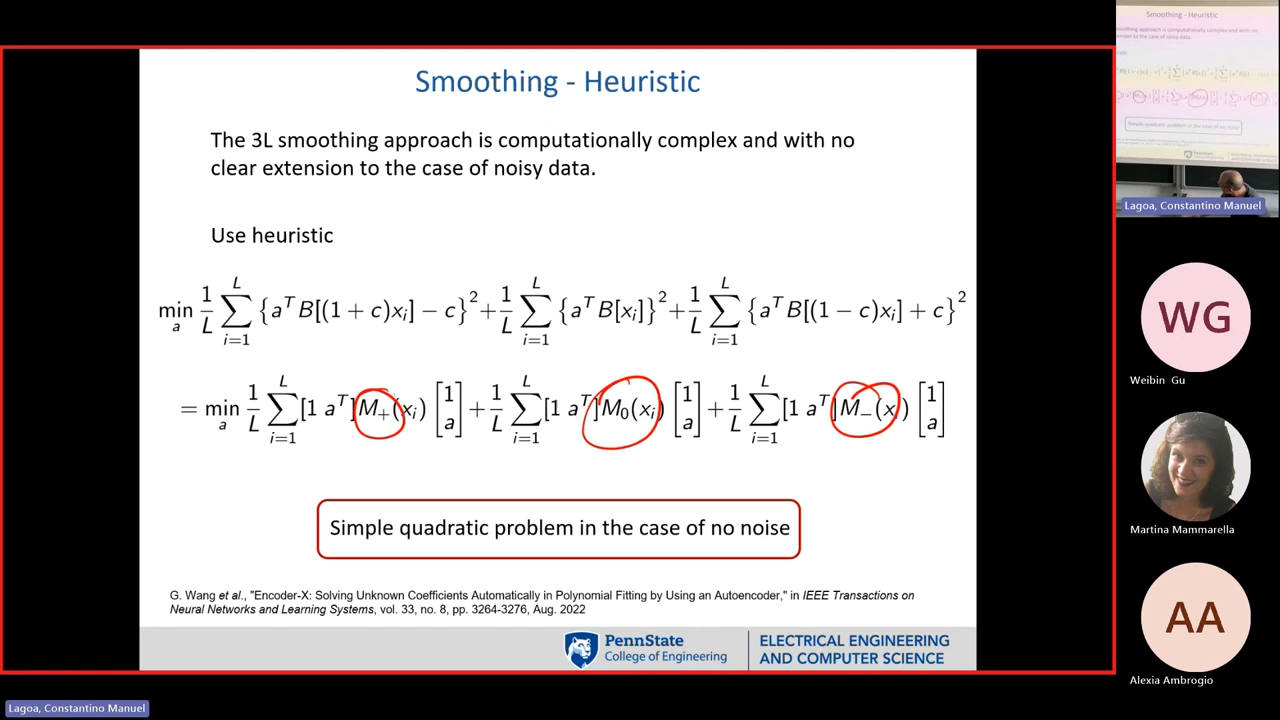 Smoothing - Heuristic
The 3L smoothing approach is computationally complex and with no
clear extension to the case of noisy data.
Use heuristic
min_a 1/L ∑_{i=1}^{L} {a^T B[(1 + c)x_i] − c}^2 + 1/L ∑_{i=1}^{L} {a^T B[x_i]}^2 + 1/L ∑_{i=1}^{L} {a^T B[(1 − c)x_i] + c}^2
= min_a 1/L ∑_{i=1}^{L} [1 a^T] M_+(x_i) [1 a] + 1/L ∑_{i=1}^{L} [1 a^T] M_0(x_i) [1 a] + 1/L ∑_{i=1}^{L} [1 a^T] M_−(x) [1 a]
Simple quadratic problem in the case of no noise
G. Wang et al., "Encoder-X: Solving Unknown Coefficients Automatically in Polynomial Fitting by Using an Autoencoder," in IEEE Transactions on
Neural Networks and Learning Systems, vol. 33, no. 8, pp. 3264-3276, Aug. 2022
PennState
College of Engineering
ELECTRICAL ENGINEERING
AND COMPUTER SCIENCE
Lagoa, Constantino Manuel
Smoothing - Heuristic
Lagoa, Constantino Manuel
WG
Weibin Gu
Martina Mammarella
AA
Alexia Ambrogio